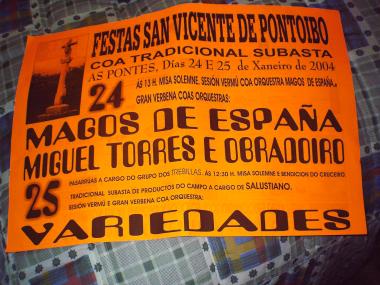 FESTAS SAN VICENTE DE PONTOIBO
COA TRADICIONAL SUBASTA
AS PONTES, Días 24 E 25 de Xaneiro de 2004
24
ÁS 13 H. MISA SOLEMNE, SESIÓN VERMÚ COA ORQUESTRA MAGOS DE ESPAÑA.
GRAN VERBENA COAS ORQUESTRAS:
MAGOS DE ESPAÑA
MIGUEL TORRES E OBRADOIRO
25
PASARRÚAS A CARGO DO GRUPO DOS TREBILLAS. ÁS 12:30 H. MISA SOLEMNE E BENDICION DO CRICEIRO.
TRADICIONAL SUBASTA DE PRODUCTOS DO CAMPO A CARGO DE SALUSTIANO.
SESIÓN VERMÚ E GRAN VERBENA COA ORQUESTRA:
VARIEDADES